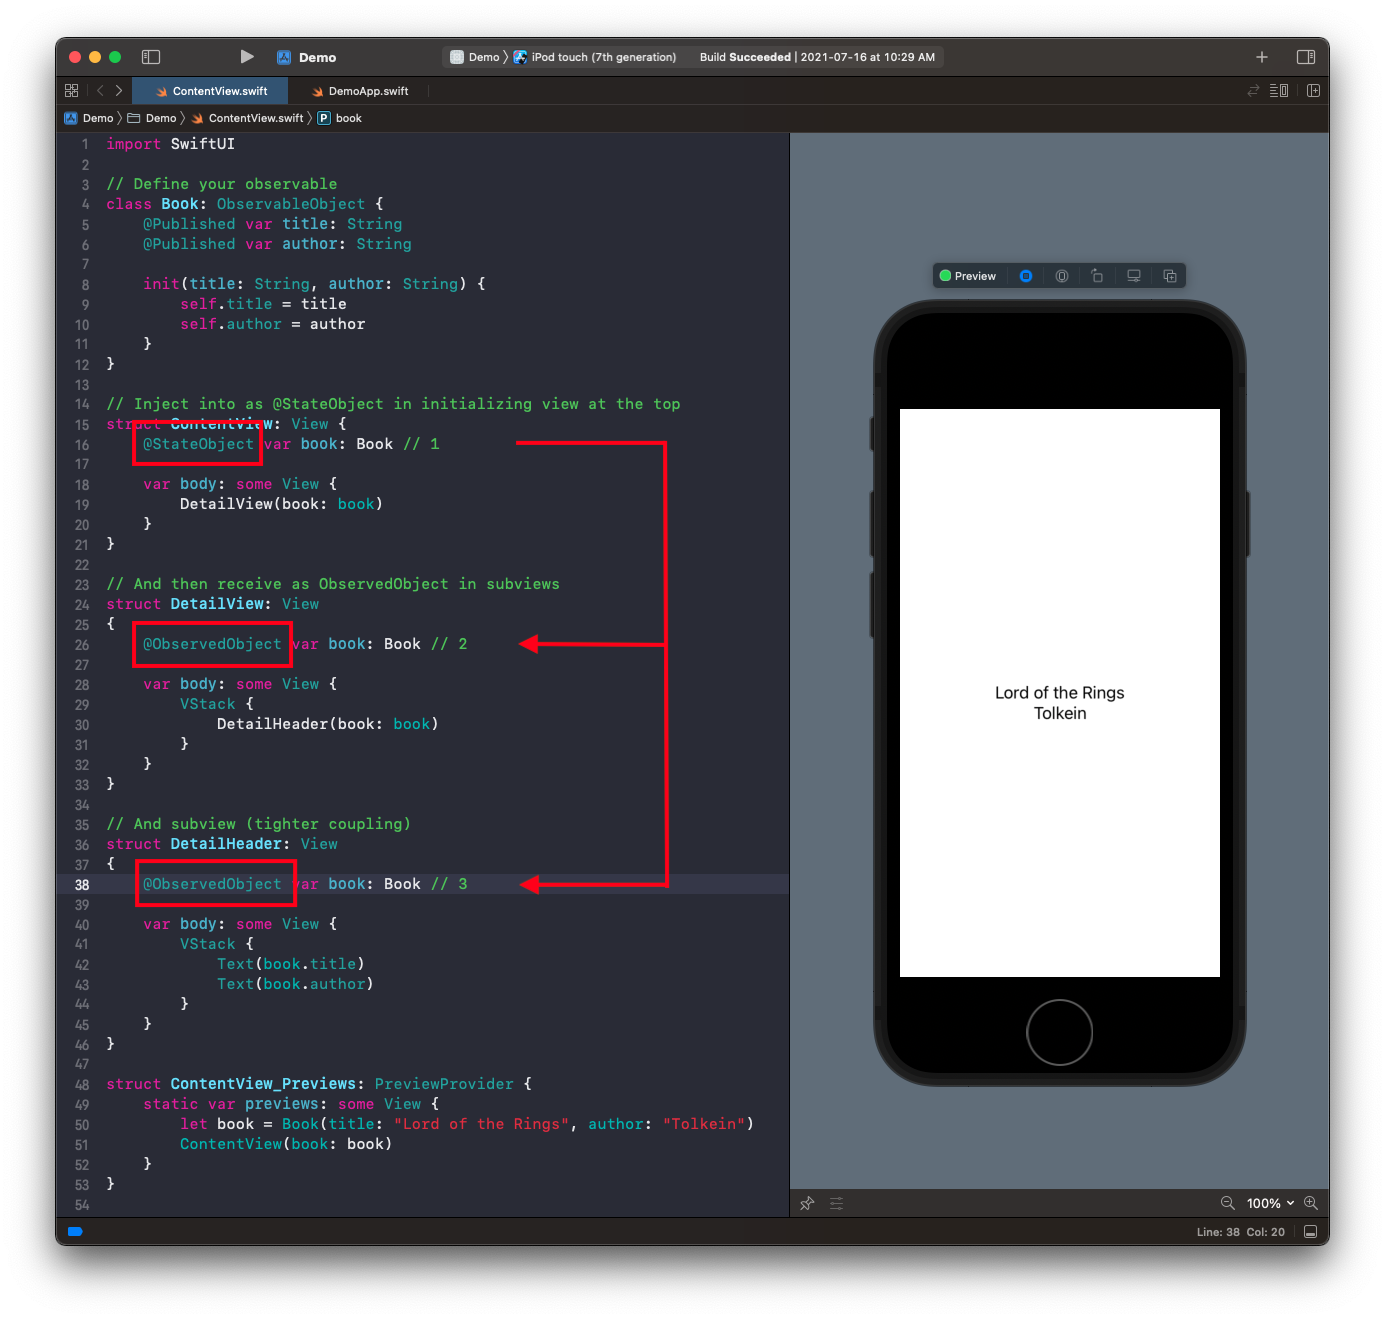 Demo
Demo
iPod touch (7th generation)
Build Succeeded | 2021-07-16 at 10:29 AM
ContentView.swift
DemoApp.swift
Demo
Demo
ContentView.swift
P book
1 import SwiftUI
2
3 // Define your observable
4 class Book: ObservableObject {
5 @Published var title: String
6 @Published var author: String
7
8 init(title: String, author: String) {
9 self.title = title
10 self.author = author
11 }
12 }
13
14 // Inject into as @StateObject in initializing view at the top
15 struct ContentView: View {
16 @StateObject var book: Book // 1
17
18 var body: some View {
19 DetailView(book: book)
20 }
21 }
22
23 // And then receive as ObservedObject in subviews
24 struct DetailView: View
25 {
26 @ObservedObject var book: Book // 2
27
28 var body: some View {
29 VStack {
30 DetailHeader(book: book)
31 }
32 }
33 }
34
35 // And subview (tighter coupling)
36 struct DetailHeader: View
37 {
38 @ObservedObject var book: Book // 3
39
40 var body: some View {
41 VStack {
42 Text(book.title)
43 Text(book.author)
44 }
45 }
46 }
47
48 struct ContentView_Previews: PreviewProvider {
49 static var previews: some View {
50 let book = Book(title: "Lord of the Rings", author: "Tolkein")
51 ContentView(book: book)
52 }
53 }
54
Preview
Lord of the Rings
Tolkein
100%
Line: 38 Col: 20